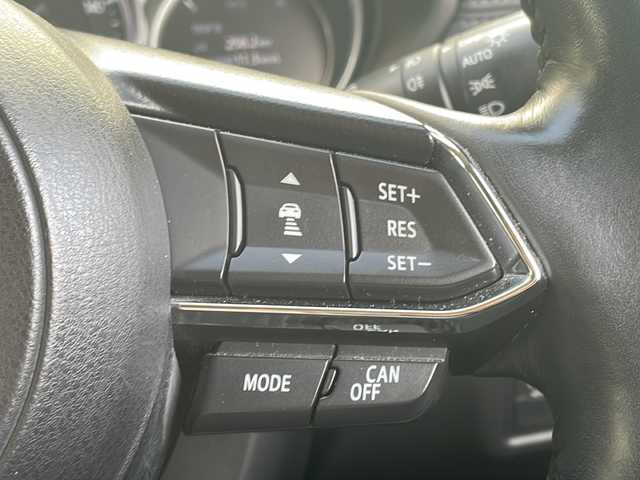 AUTO
SET+
RES
SET−
MODE
CAN
OFF